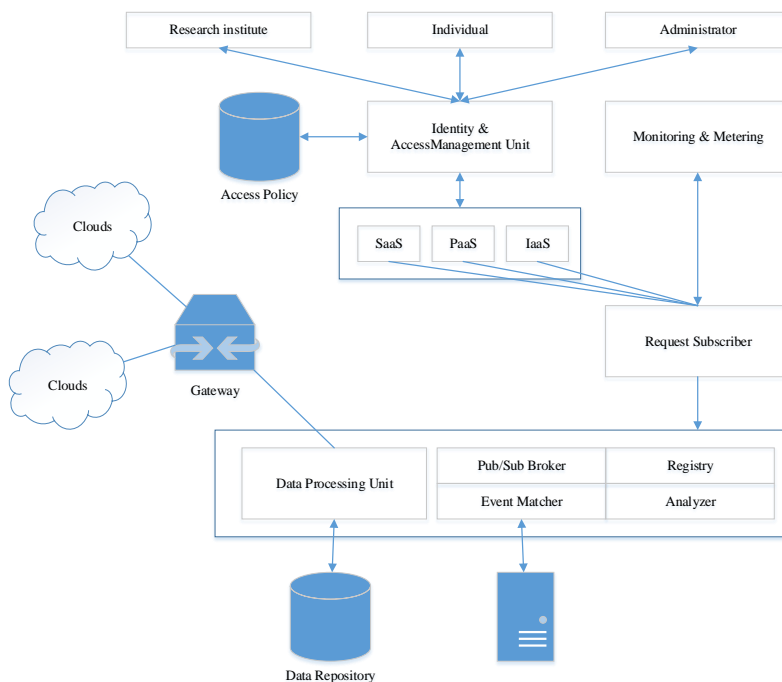 Research institute
Individual
Administrator
Identity &
AccessManagement Unit
Monitoring & Metering
Access Policy
Clouds
SaaS
PaaS
IaaS
Request Subscriber
Clouds
Gateway
Data Processing Unit
Pub/Sub Broker
Registry
Event Matcher
Analyzer
Data Repository